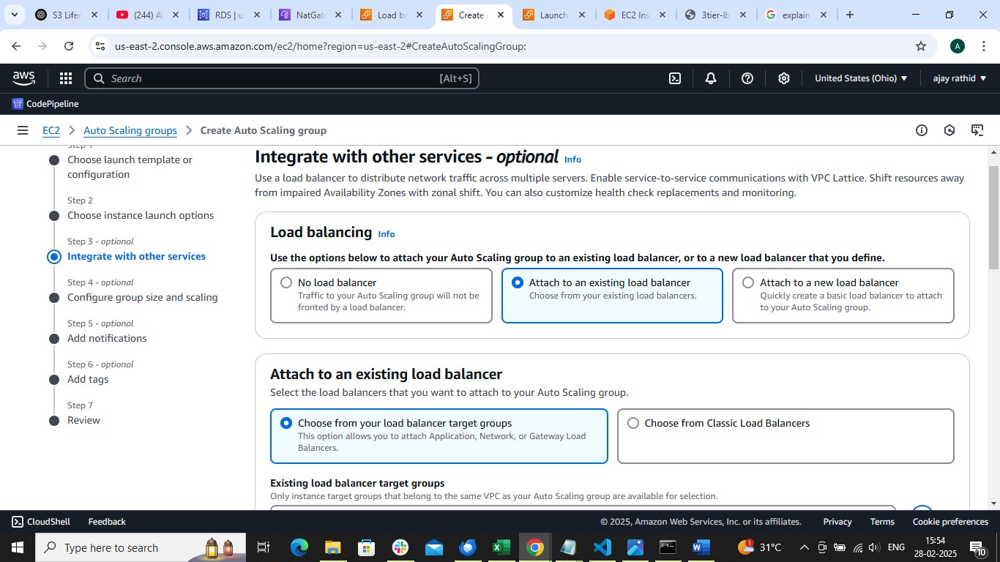 S3 Lifec
(244) A
RDS | u
NatGat
Load b
Create
Launch
EC2 Ins
3tier-lb
explain
us-east-2.console.aws.amazon.com/ec2/home?region=us-east-2#CreateAutoScalingGroup:
A
aws
Search
[Alt+S]
United States (Ohio)
ajay rathid
CodePipeline
EC2 > Auto Scaling groups > Create Auto Scaling group
Step 1
Choose launch template or
configuration
Step 2
Choose instance launch options
Step 3 - optional
Integrate with other services
Step 4 - optional
Configure group size and scaling
Step 5 - optional
Add notifications
Step 6 - optional
Add tags
Step 7
Review
Integrate with other services - optional Info
Use a load balancer to distribute network traffic across multiple servers. Enable service-to-service communications with VPC Lattice. Shift resources away
from impaired Availability Zones with zonal shift. You can also customize health check replacements and monitoring.
Load balancing Info
Use the options below to attach your Auto Scaling group to an existing load balancer, or to a new load balancer that you define.
No load balancer
Traffic to your Auto Scaling group will not be
fronted by a load balancer.
Attach to an existing load balancer
Choose from your existing load balancers.
Attach to a new load balancer
Quickly create a basic load balancer to attach
to your Auto Scaling group.
Attach to an existing load balancer
Select the load balancers that you want to attach to your Auto Scaling group.
Choose from your load balancer target groups
This option allows you to attach Application, Network, or Gateway Load
Balancers.
Choose from Classic Load Balancers
Existing load balancer target groups
Only instance target groups that belong to the same VPC as your Auto Scaling group are available for selection.
CloudShell
Feedback
© 2025, Amazon Web Services, Inc. or its affiliates.
Privacy
Terms
Cookie preferences
Type here to search
1
31°C
ENG
15:54
28-02-2025
10